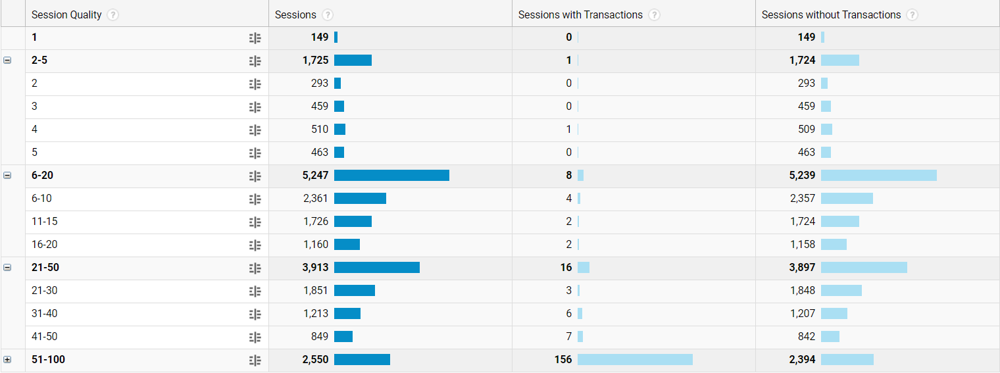 Session Quality ? Sessions ? Sessions with Transactions ? Sessions without Transactions ?
1 149 0 149
2-5 1,725 1 1,724
2 293 0 293
3 459 0 459
4 510 1 509
5 463 0 463
6-20 5,247 8 5,239
6-10 2,361 4 2,357
11-15 1,726 2 1,724
16-20 1,160 2 1,158
21-50 3,913 16 3,897
21-30 1,851 3 1,848
31-40 1,213 6 1,207
41-50 849 7 842
51-100 2,550 156 2,394